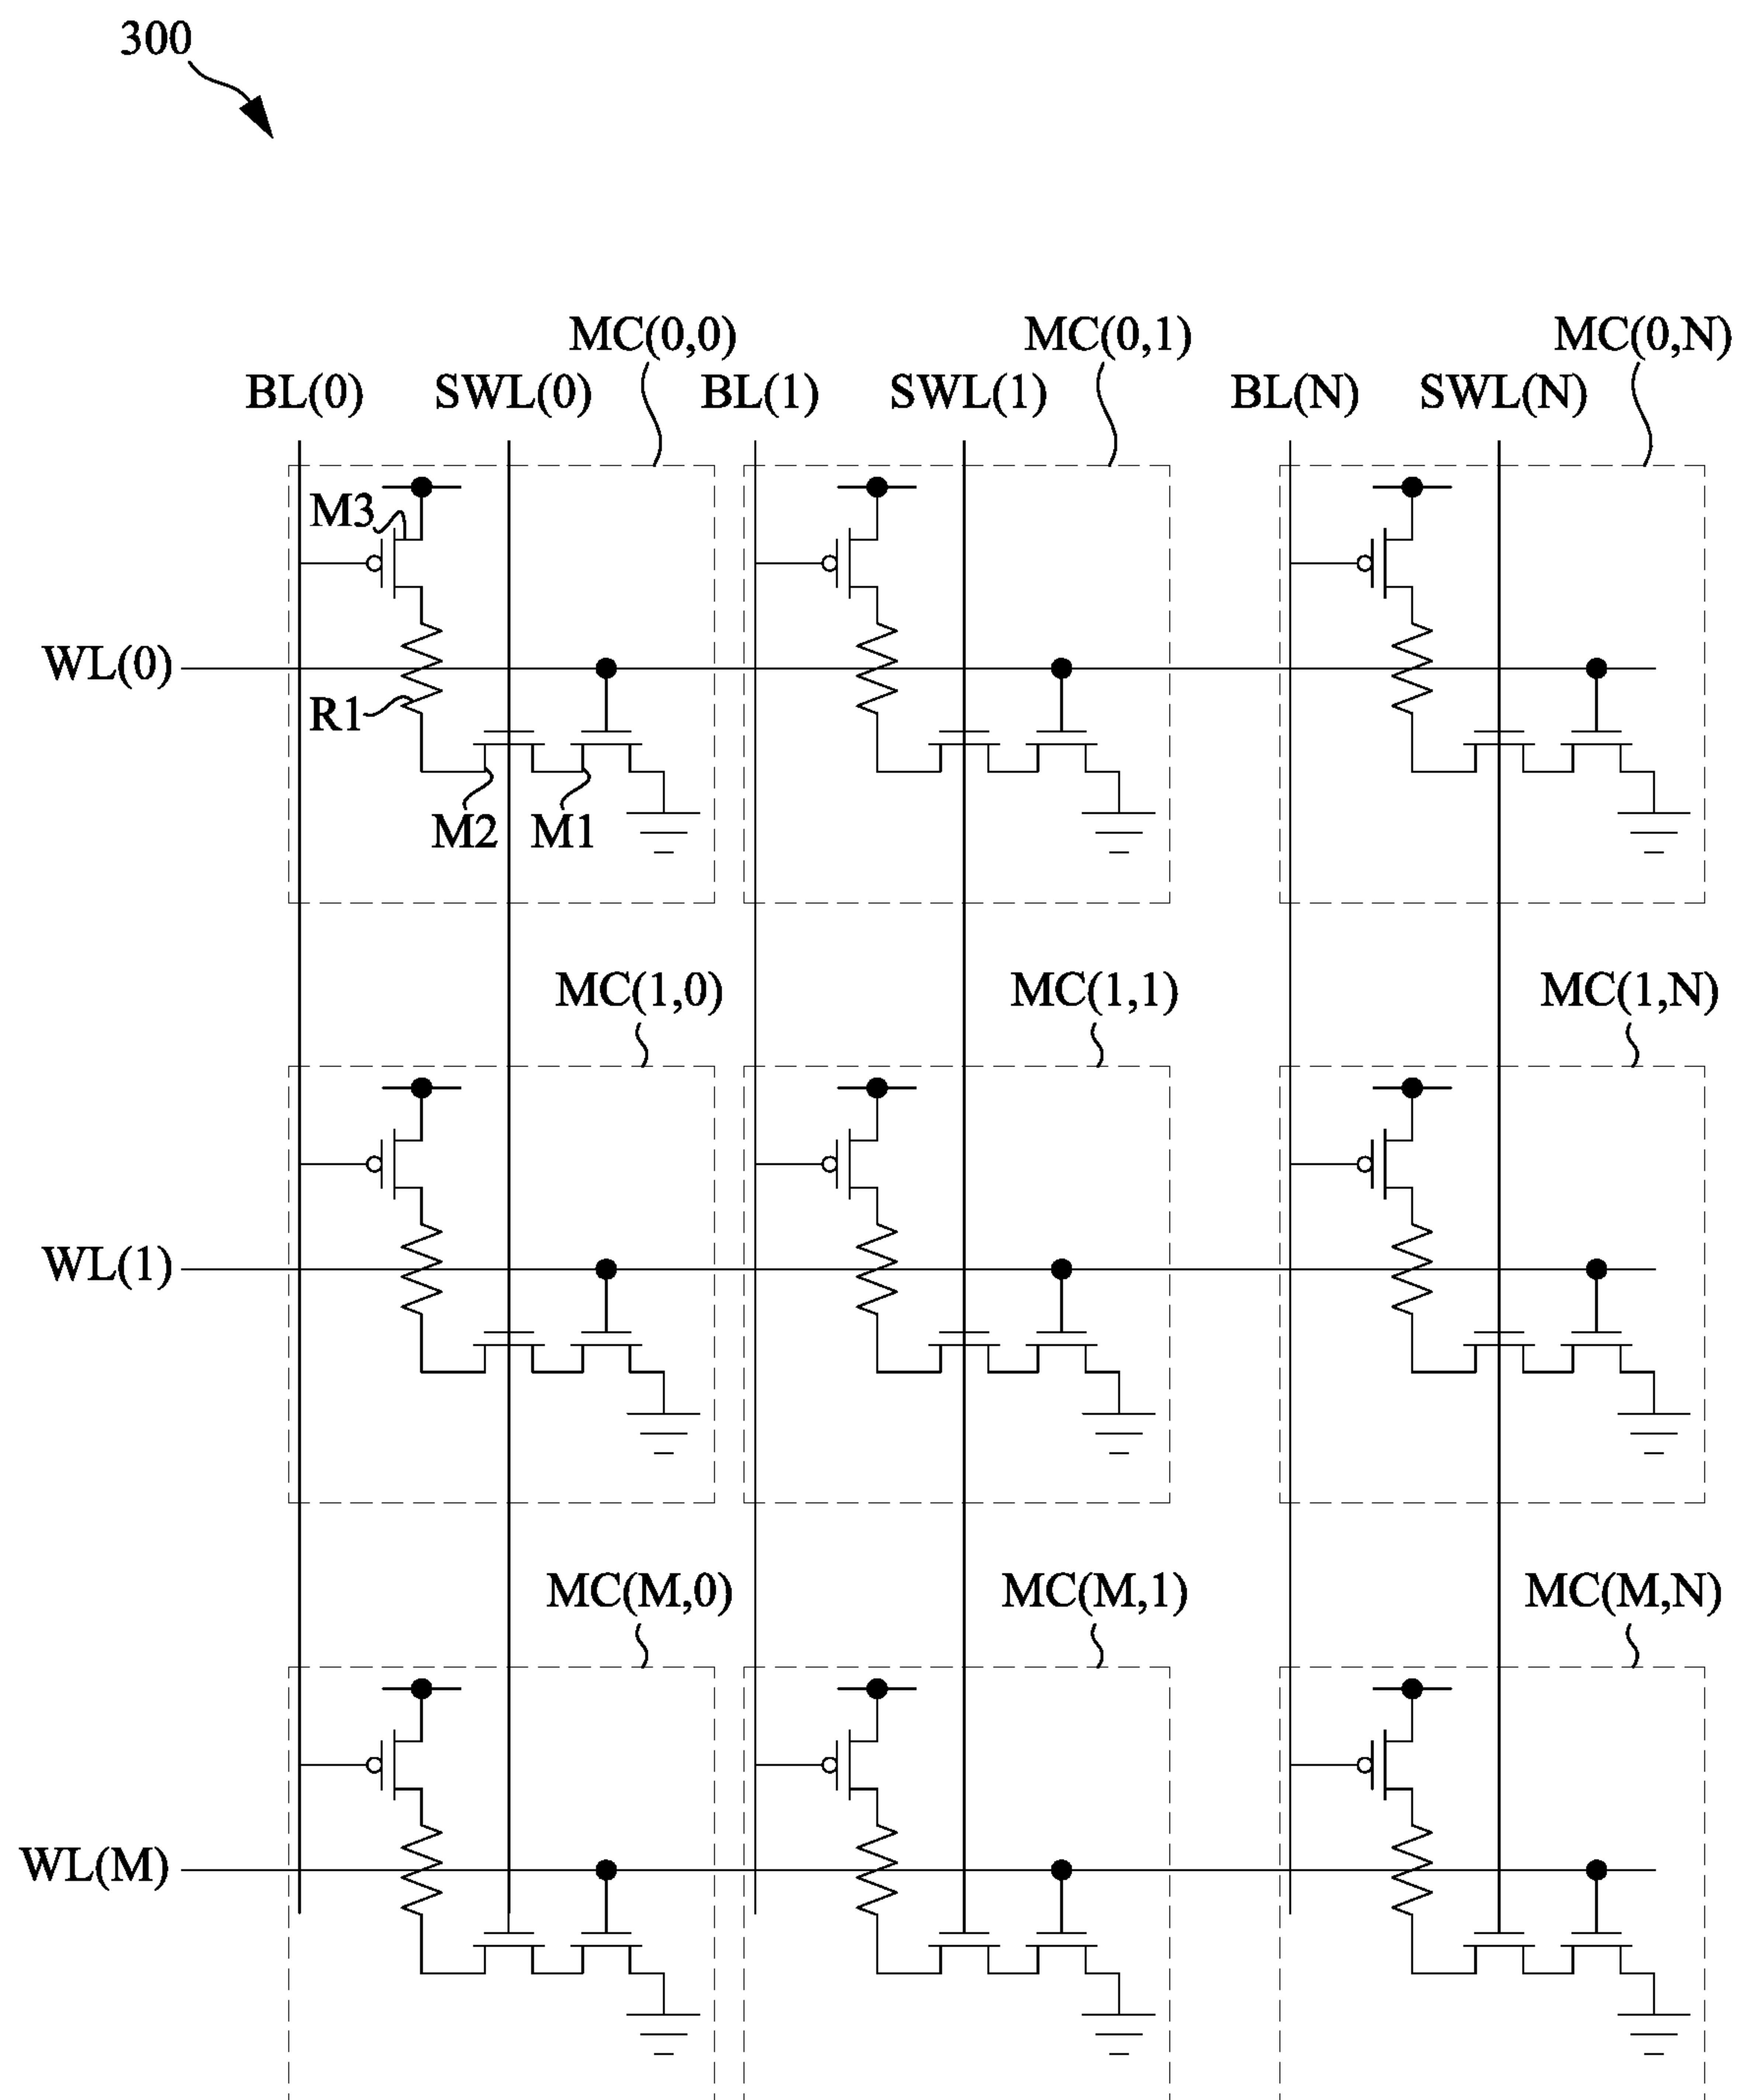 300
MC(0,0) MC(0,1) MC(0,N)
BL(0) SWL(0) BL(1) SWL(1) BL(N) SWL(N)
M3
WL(0)
R1
M2 M1
MC(1,0) MC(1,1) MC(1,N)
WL(1)
MC(M,0) MC(M,1) MC(M,N)
WL(M)